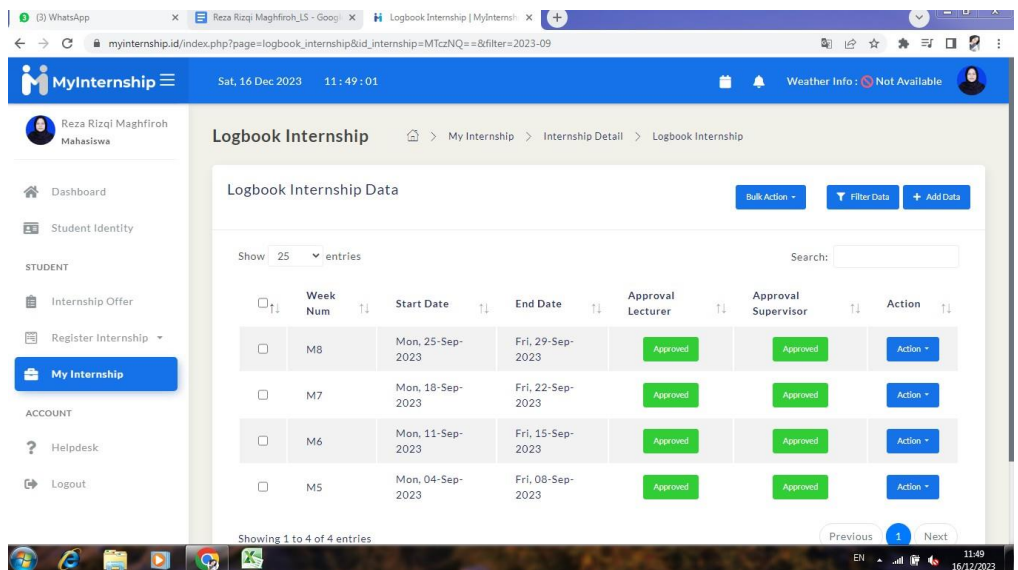 (3) WhatsApp
Reza Rizqi Maghfiroh_LS - Googl
Logbook Internship | MyInternsh
myinternship.id/index.php?page=logbook_internship&id_internship=MTczNQ==&filter=2023-09
MyInternship
Sat, 16 Dec 2023 11:49:01
Weather Info : Not Available
Reza Rizqi Maghfiroh
Mahasiswa
Dashboard
Student Identity
STUDENT
Internship Offer
Register Internship
My Internship
ACCOUNT
Helpdesk
Logout
Logbook Internship
> My Internship > Internship Detail > Logbook Internship
Logbook Internship Data
Bulk Action
Filter Data
+ Add Data
Show 25 entries
Search:
Week Num
Start Date
End Date
Approval Lecturer
Approval Supervisor
Action
M8 Mon, 25-Sep-2023 Fri, 29-Sep-2023 Approved Approved Action
M7 Mon, 18-Sep-2023 Fri, 22-Sep-2023 Approved Approved Action
M6 Mon, 11-Sep-2023 Fri, 15-Sep-2023 Approved Approved Action
M5 Mon, 04-Sep-2023 Fri, 08-Sep-2023 Approved Approved Action
Showing 1 to 4 of 4 entries
Previous 1 Next
EN
11:49
16/12/2023